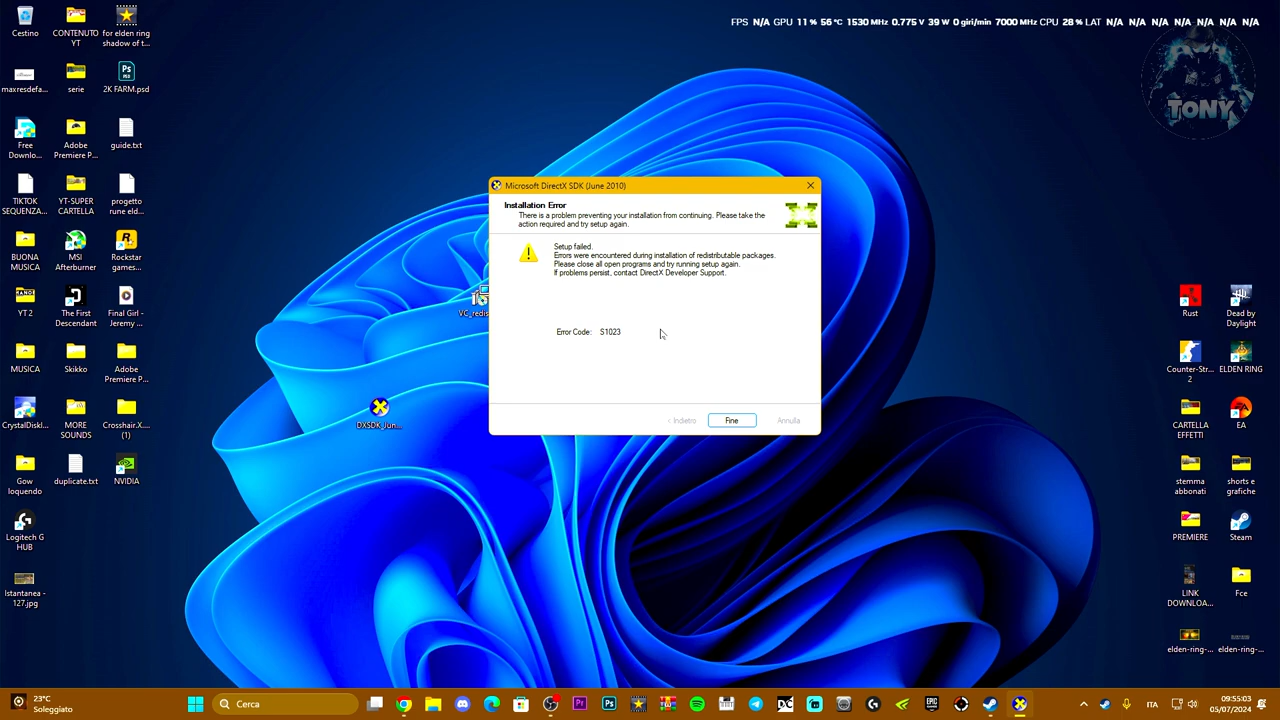 FPS N/A GPU 11 % 56 °C 1530 MHz 0.775 V 39 W 0 giri/min 7000 MHz CPU 28 % LAT N/A N/A N/A N/A N/A N/A N/A
TONY
Cestino
CONTENUTO YT
for elden ring shadow of t...
maxresdefa...
serie
2K FARM.psd
Free Downlo...
Adobe Premiere P...
guide.txt
TIKTOK SEQUENZA...
YT-SUPER CARTELLA
progetto rune eld...
BUONA MUSICA
MSI Afterburner
Rockstar games...
YT 2
The First Descendant
Final Girl - Jeremy ...
MUSICA
Skikko
Adobe Premiere P...
CrystalDiskI...
MORE SOUNDS
Crosshair.X.... (1)
Gow loquendo
duplicate.txt
NVIDIA
Logitech G HUB
Istantanea - 127.jpg
VC_redis
DXSDK_Jun...
Microsoft DirectX SDK (June 2010)
Installation Error
There is a problem preventing your installation from continuing. Please take the
action required and try setup again.
Setup failed.
Errors were encountered during installation of redistributable packages.
Please close all open programs and try running setup again.
If problems persist, contact DirectX Developer Support.
Error Code: S1023
< Indietro
Fine
Annulla
Rust
Dead by Daylight
Counter-Str... 2
ELDEN RING
CARTELLA EFFETTI
EA
stemma abbonati
shorts e grafiche
PREMIERE
Steam
LINK DOWNLOA...
Fce
elden-ring-...
elden-ring-...
23°C
Soleggiato
Cerca
ITA
09:55:03
05/07/2024